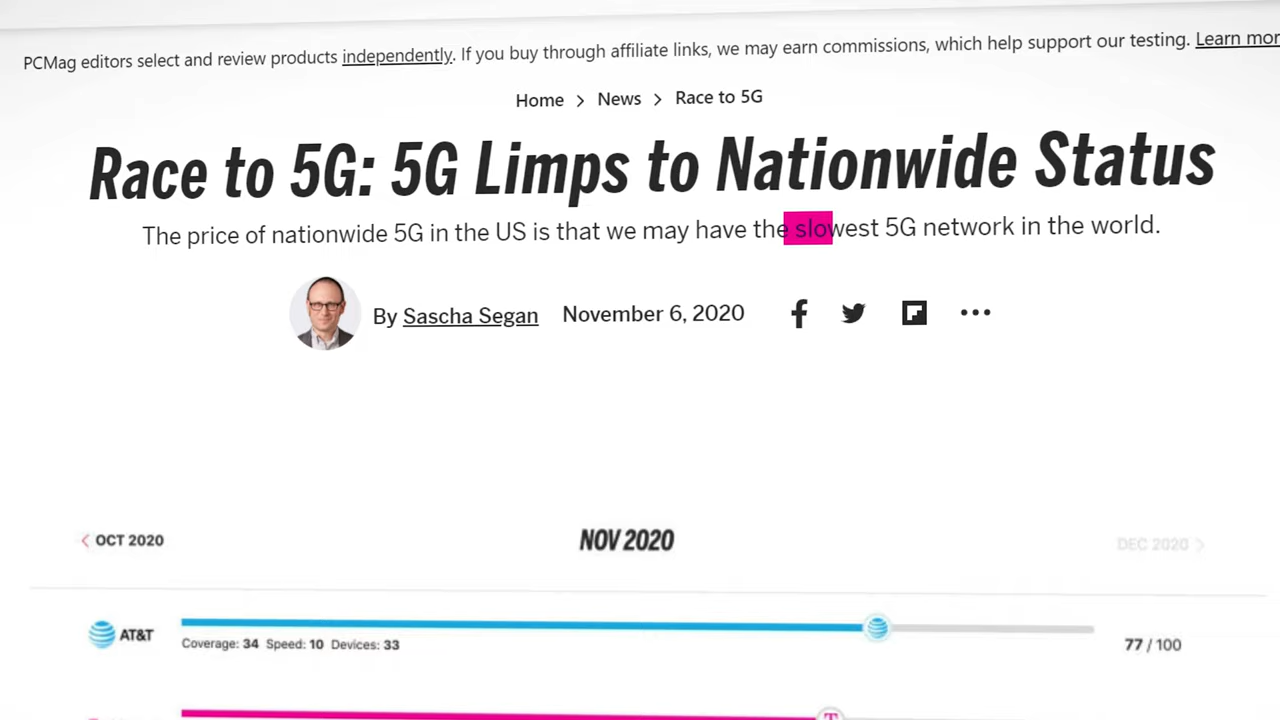 PCMag editors select and review products independently. If you buy through affiliate links, we may earn commissions, which help support our testing. Learn mor
Home > News > Race to 5G
Race to 5G: 5G Limps to Nationwide Status
The price of nationwide 5G in the US is that we may have the slowest 5G network in the world.
By Sascha Segan November 6, 2020
< OCT 2020 NOV 2020 DEC 2020 >
AT&T 77 / 100
Coverage: 34 Speed: 10 Devices: 33
T